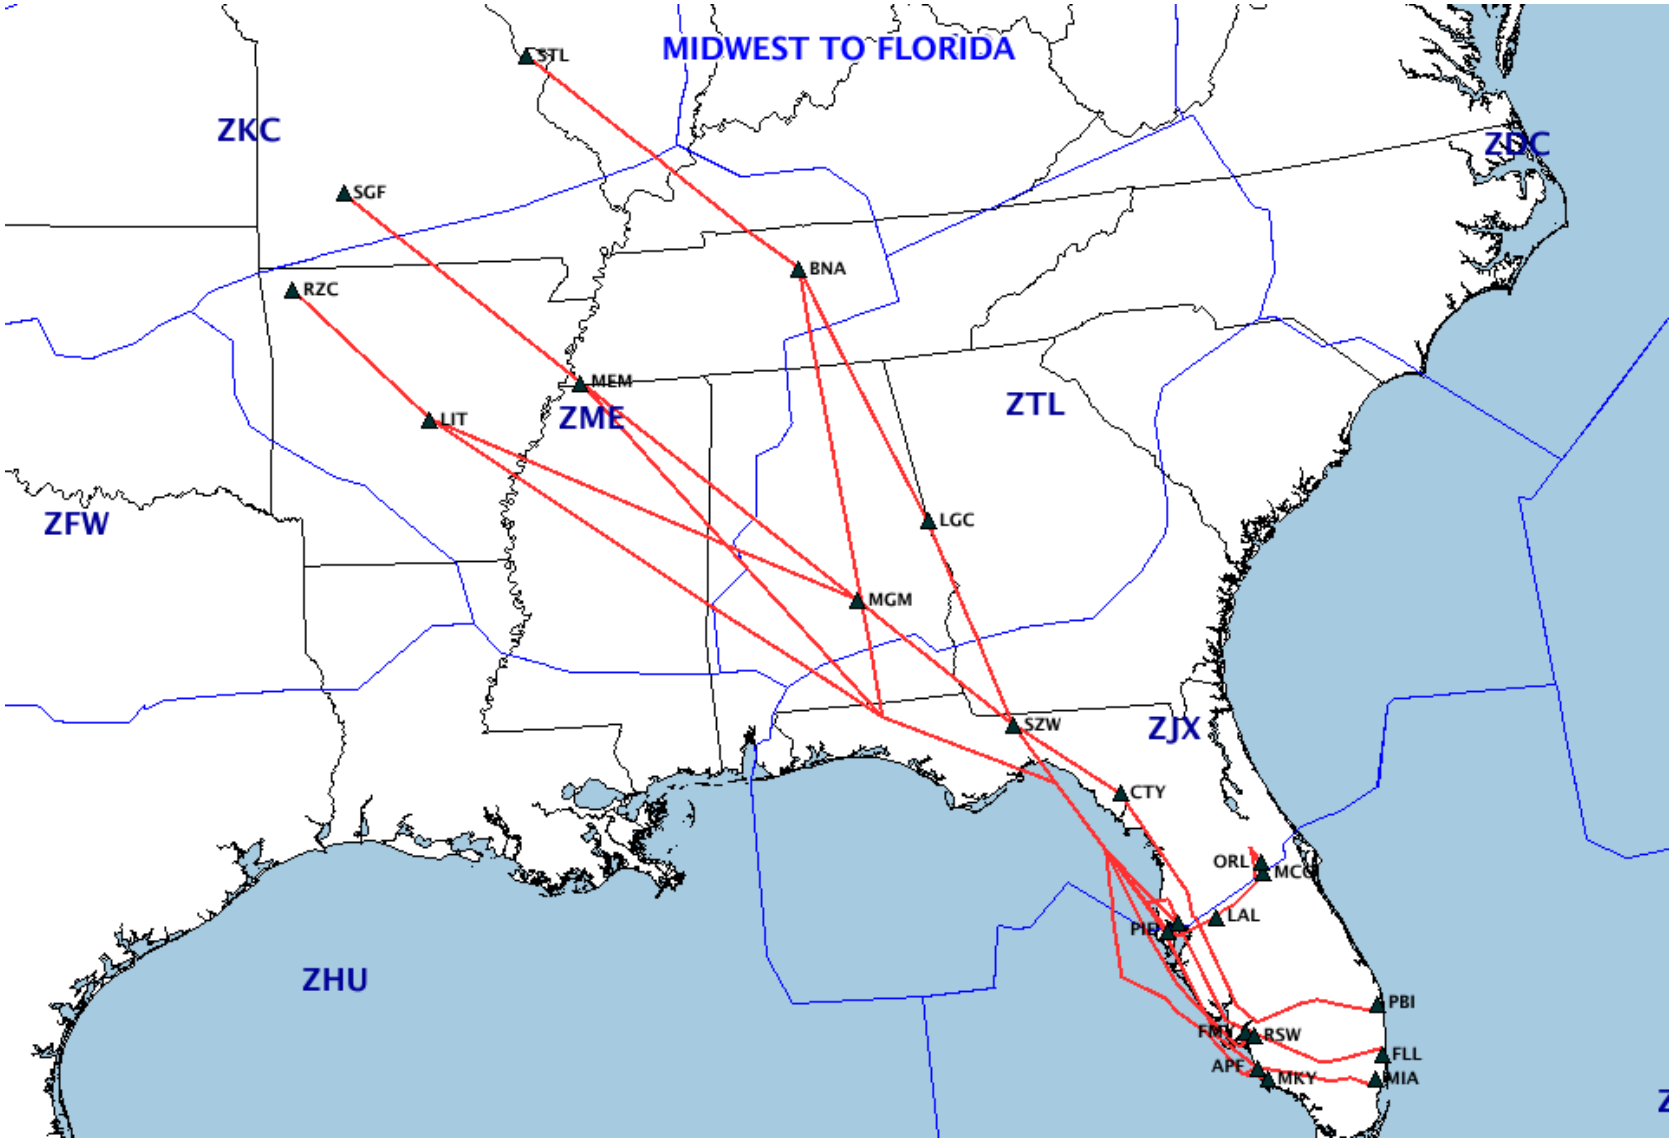 MIDWEST TO FLORIDA
STL
ZKC
ZDC
SGF
BNA
RZC
MEM
ZTL
LIT
ZME
ZFW
LGC
MGM
SZW
ZJX
CTY
ORL
MCO
LAL
PIE
ZHU
PBI
FMY
RSW
FLL
APF
MKY
MIA
Z